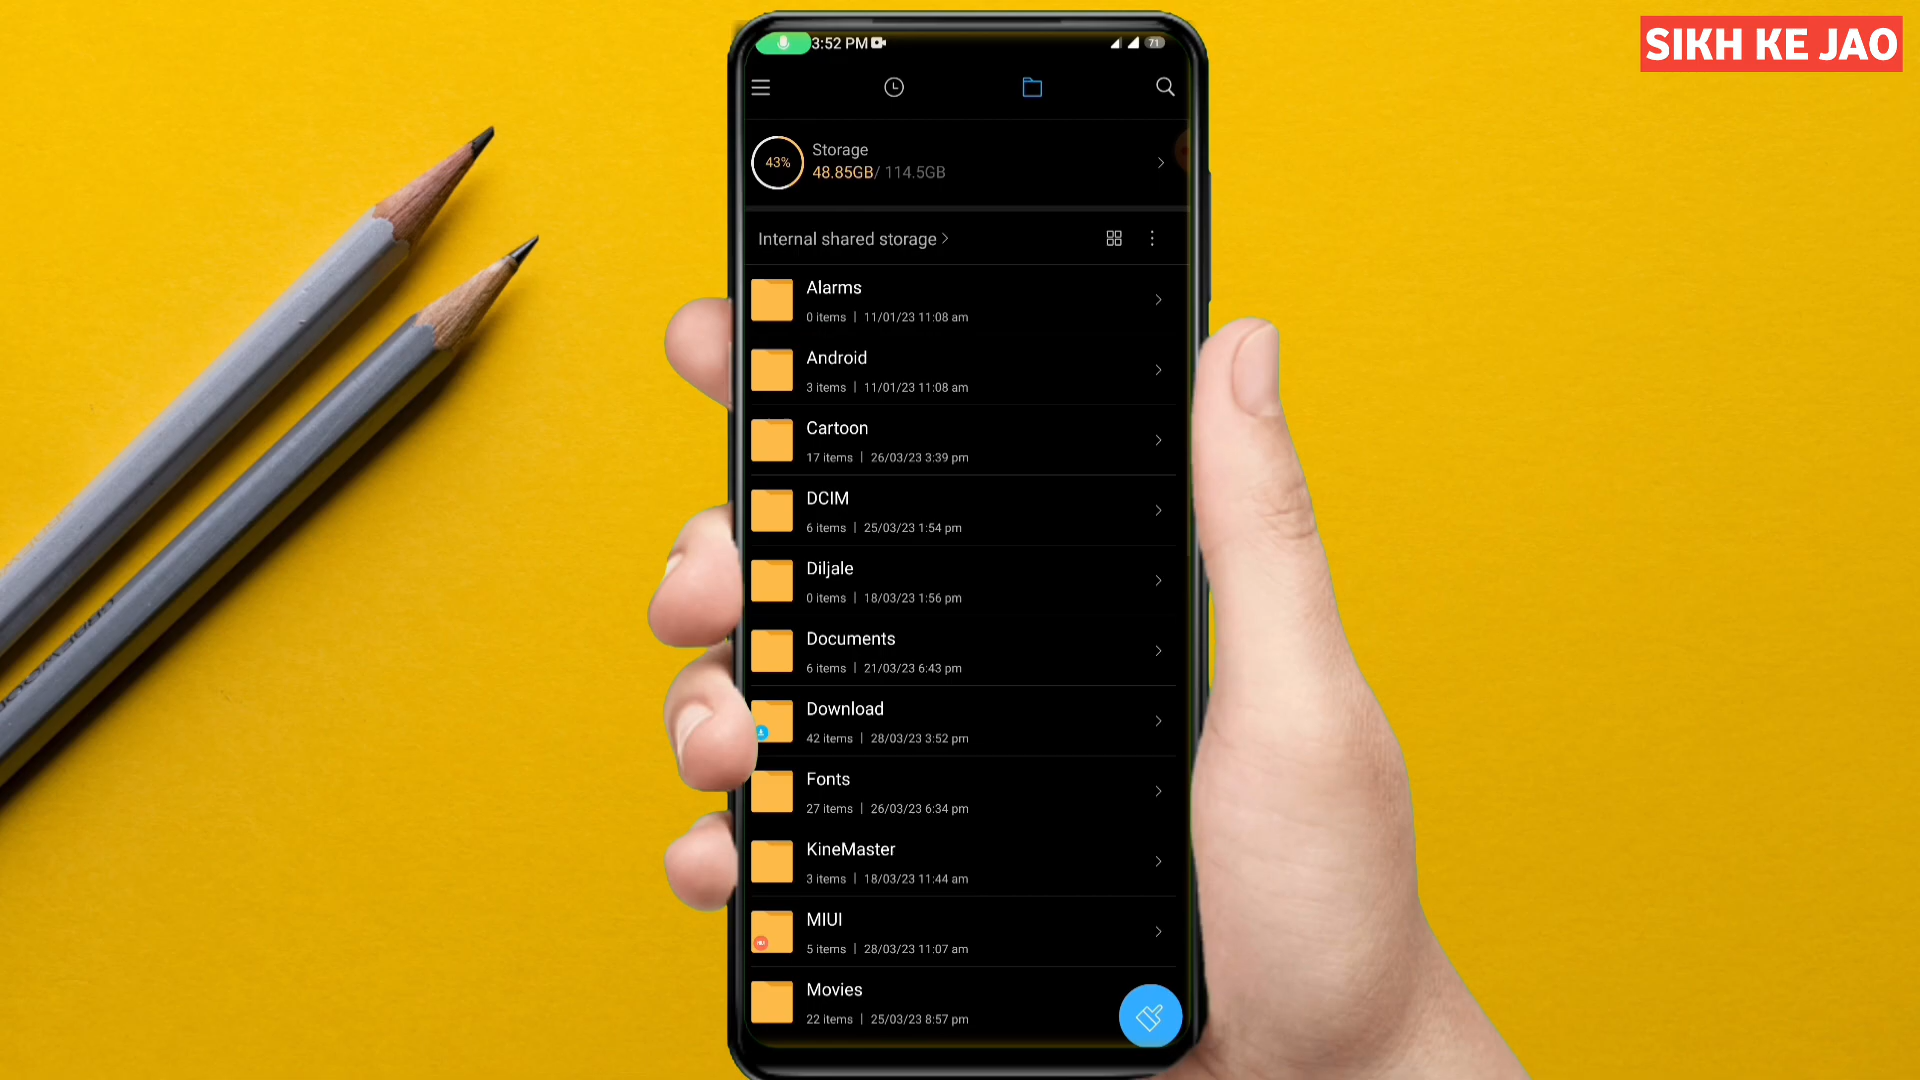 SIKH KE JAO
3:52 PM
71
43%
Storage
48.85GB/ 114.5GB
Internal shared storage
Alarms
0 items | 11/01/23 11:08 am
Android
3 items | 11/01/23 11:08 am
Cartoon
17 items | 26/03/23 3:39 pm
DCIM
6 items | 25/03/23 1:54 pm
Diljale
0 items | 18/03/23 1:56 pm
Documents
6 items | 21/03/23 6:43 pm
Download
42 items | 28/03/23 3:52 pm
Fonts
27 items | 26/03/23 6:34 pm
KineMaster
3 items | 18/03/23 11:44 am
MIUI
5 items | 28/03/23 11:07 am
Movies
22 items | 25/03/23 8:57 pm